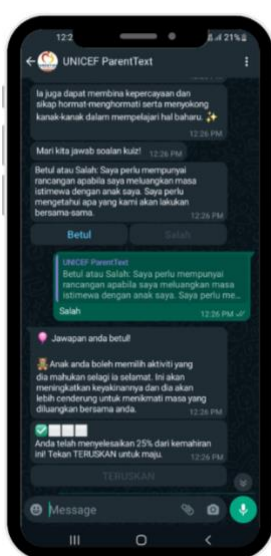 12:2
21%
UNICEF ParentText
Ia juga dapat membina kepercayaan dan
sikap hormat-menghormati serta menyokong
kanak-kanak dalam mempelajari hal baharu. ✨
12:26 PM
Mari kita jawab soalan kuiz!
12:26 PM
Betul atau Salah: Saya perlu mempunyai
rancangan apabila saya meluangkan masa
istimewa dengan anak saya. Saya perlu
mengetahui apa yang kami akan lakukan
bersama-sama.
12:26 PM
Betul
Salah
UNICEF ParentText
Betul atau Salah: Saya perlu mempunyai
rancangan apabila saya meluangkan masa
istimewa dengan anak saya. Saya perlu me...
Salah
12:26 PM
Jawapan anda betul!
Anak anda boleh memilih aktiviti yang
dia mahukan selagi ia selamat. Ini akan
meningkatkan keyakinannya dan dia akan
lebih cenderung untuk menikmati masa yang
diluangkan bersama anda.
12:26 PM
✅⬜⬜⬜
Anda telah menyelesaikan 25% dari kemahiran
ini! Tekan TERUSKAN untuk maju.
12:26 PM
TERUSKAN
Message